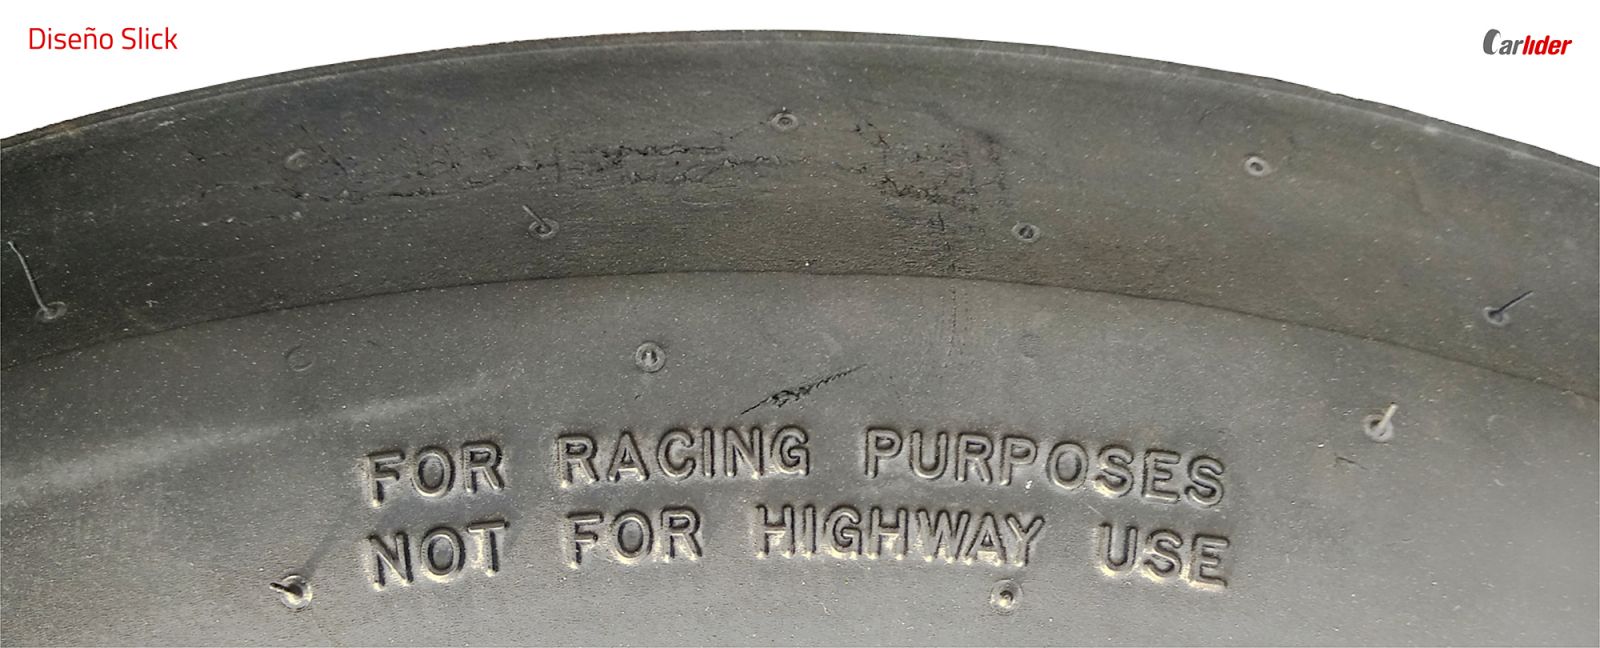 Diseño Slick
Carlider
FOR RACING PURPOSES
NOT FOR HIGHWAY USE